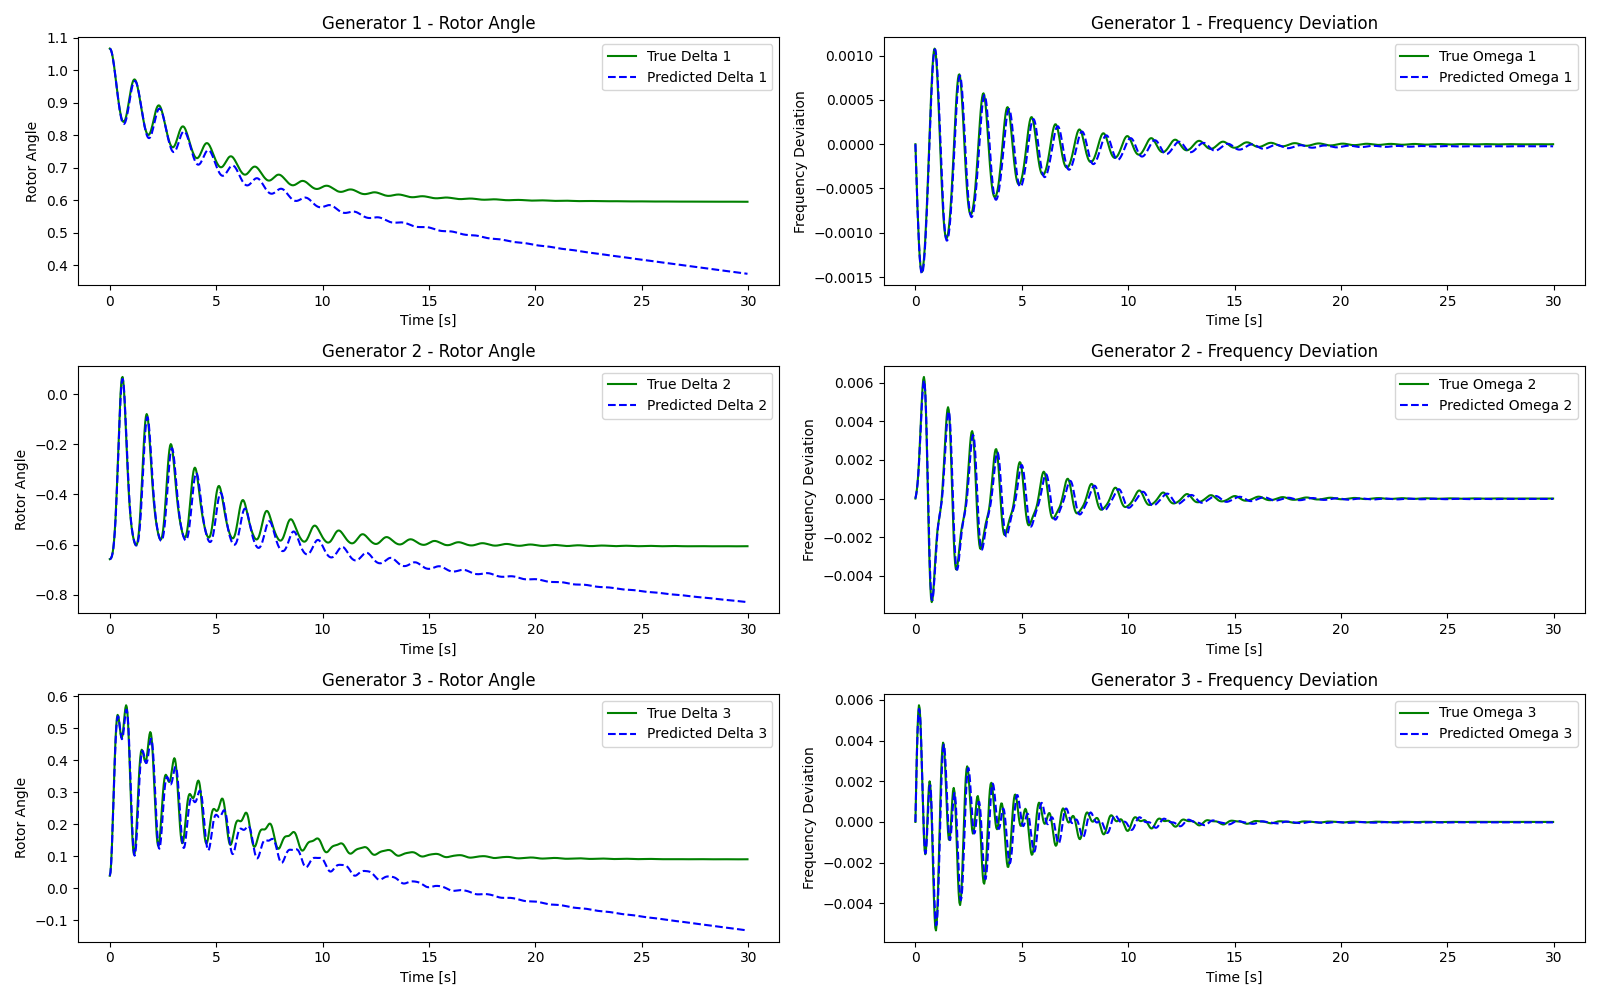 Generator 1 - Rotor Angle
1.1
1.0
0.9
0.8
0.7
0.6
0.5
0.4
Rotor Angle
True Delta 1
Predicted Delta 1
0
5
10
15
20
25
30
Time [s]
Generator 1 - Frequency Deviation
0.0010
0.0005
0.0000
−0.0005
−0.0010
−0.0015
Frequency Deviation
True Omega 1
Predicted Omega 1
0
5
10
15
20
25
30
Time [s]
Generator 2 - Rotor Angle
0.0
−0.2
−0.4
−0.6
−0.8
Rotor Angle
True Delta 2
Predicted Delta 2
0
5
10
15
20
25
30
Time [s]
Generator 2 - Frequency Deviation
0.006
0.004
0.002
0.000
−0.002
−0.004
Frequency Deviation
True Omega 2
Predicted Omega 2
0
5
10
15
20
25
30
Time [s]
Generator 3 - Rotor Angle
0.6
0.5
0.4
0.3
0.2
0.1
0.0
−0.1
Rotor Angle
True Delta 3
Predicted Delta 3
0
5
10
15
20
25
30
Time [s]
Generator 3 - Frequency Deviation
0.006
0.004
0.002
0.000
−0.002
−0.004
Frequency Deviation
True Omega 3
Predicted Omega 3
0
5
10
15
20
25
30
Time [s]